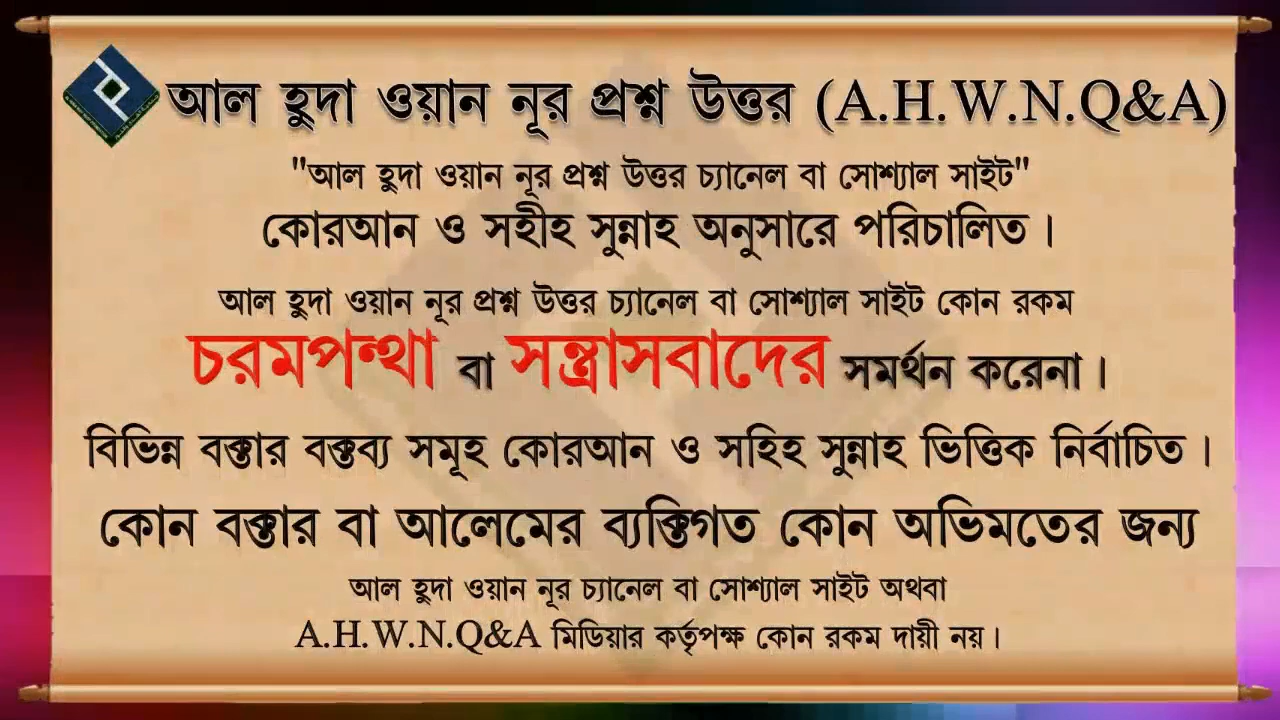 আল হুদা ওয়ান নূর প্রশ্ন উত্তর (A.H.W.N.Q&A)
"আল হুদা ওয়ান নূর প্রশ্ন উত্তর চ্যানেল বা সোশ্যাল সাইট"
কোরআন ও সহীহ সুন্নাহ অনুসারে পরিচালিত ।
আল হুদা ওয়ান নূর প্রশ্ন উত্তর চ্যানেল বা সোশ্যাল সাইট কোন রকম
চরমপন্থা বা সন্ত্রাসবাদের সমর্থন করেনা ।
বিভিন্ন বক্তার বক্তব্য সমূহ কোরআন ও সহিহ সুন্নাহ ভিত্তিক নির্বাচিত ।
কোন বক্তার বা আলেমের ব্যক্তিগত কোন অভিমতের জন্য
আল হুদা ওয়ান নূর চ্যানেল বা সোশ্যাল সাইট অথবা
A.H.W.N.Q&A মিডিয়ার কর্তৃপক্ষ কোন রকম দায়ী নয় ।